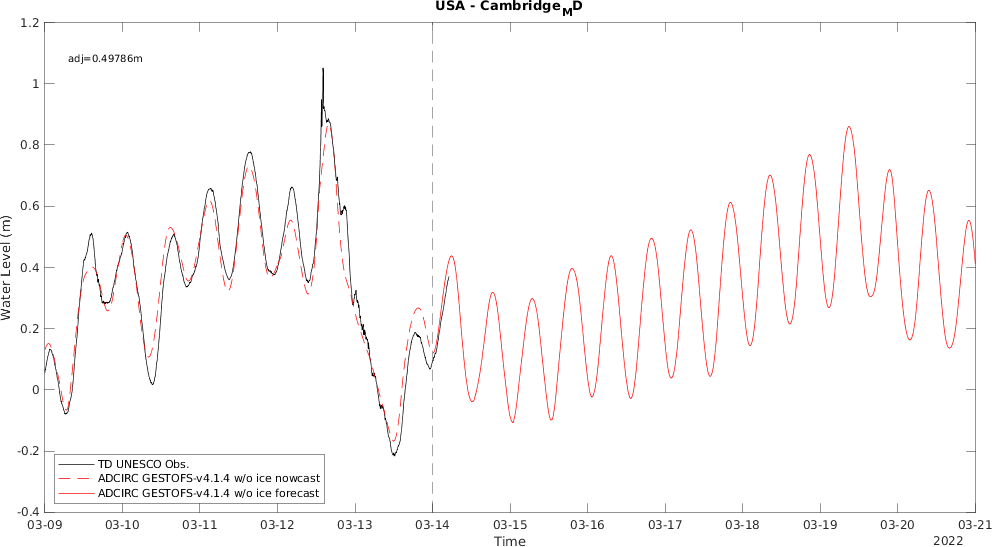 USA - Cambridge_MD
adj=0.49786m
1.2
1
0.8
0.6
0.4
0.2
0
-0.2
-0.4
Water Level (m)
TD UNESCO Obs.
ADCIRC GESTOFS-v4.1.4 w/o ice nowcast
ADCIRC GESTOFS-v4.1.4 w/o ice forecast
03-09 03-10 03-11 03-12 03-13 03-14 03-15 03-16 03-17 03-18 03-19 03-20 03-21
Time
2022